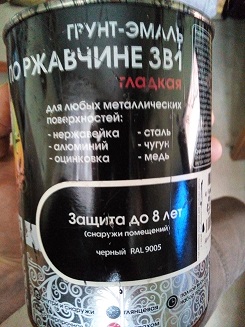 ГРУНТ-ЭМАЛЬ
ПО РЖАВЧИНЕ 3В1
гладкая
для любых металлических
поверхностей:
- нержавейка - сталь
- алюминий - чугун
- оцинковка - медь
Защита до 8 лет
(снаружи помещений)
черный RAL 9005
глянцевая